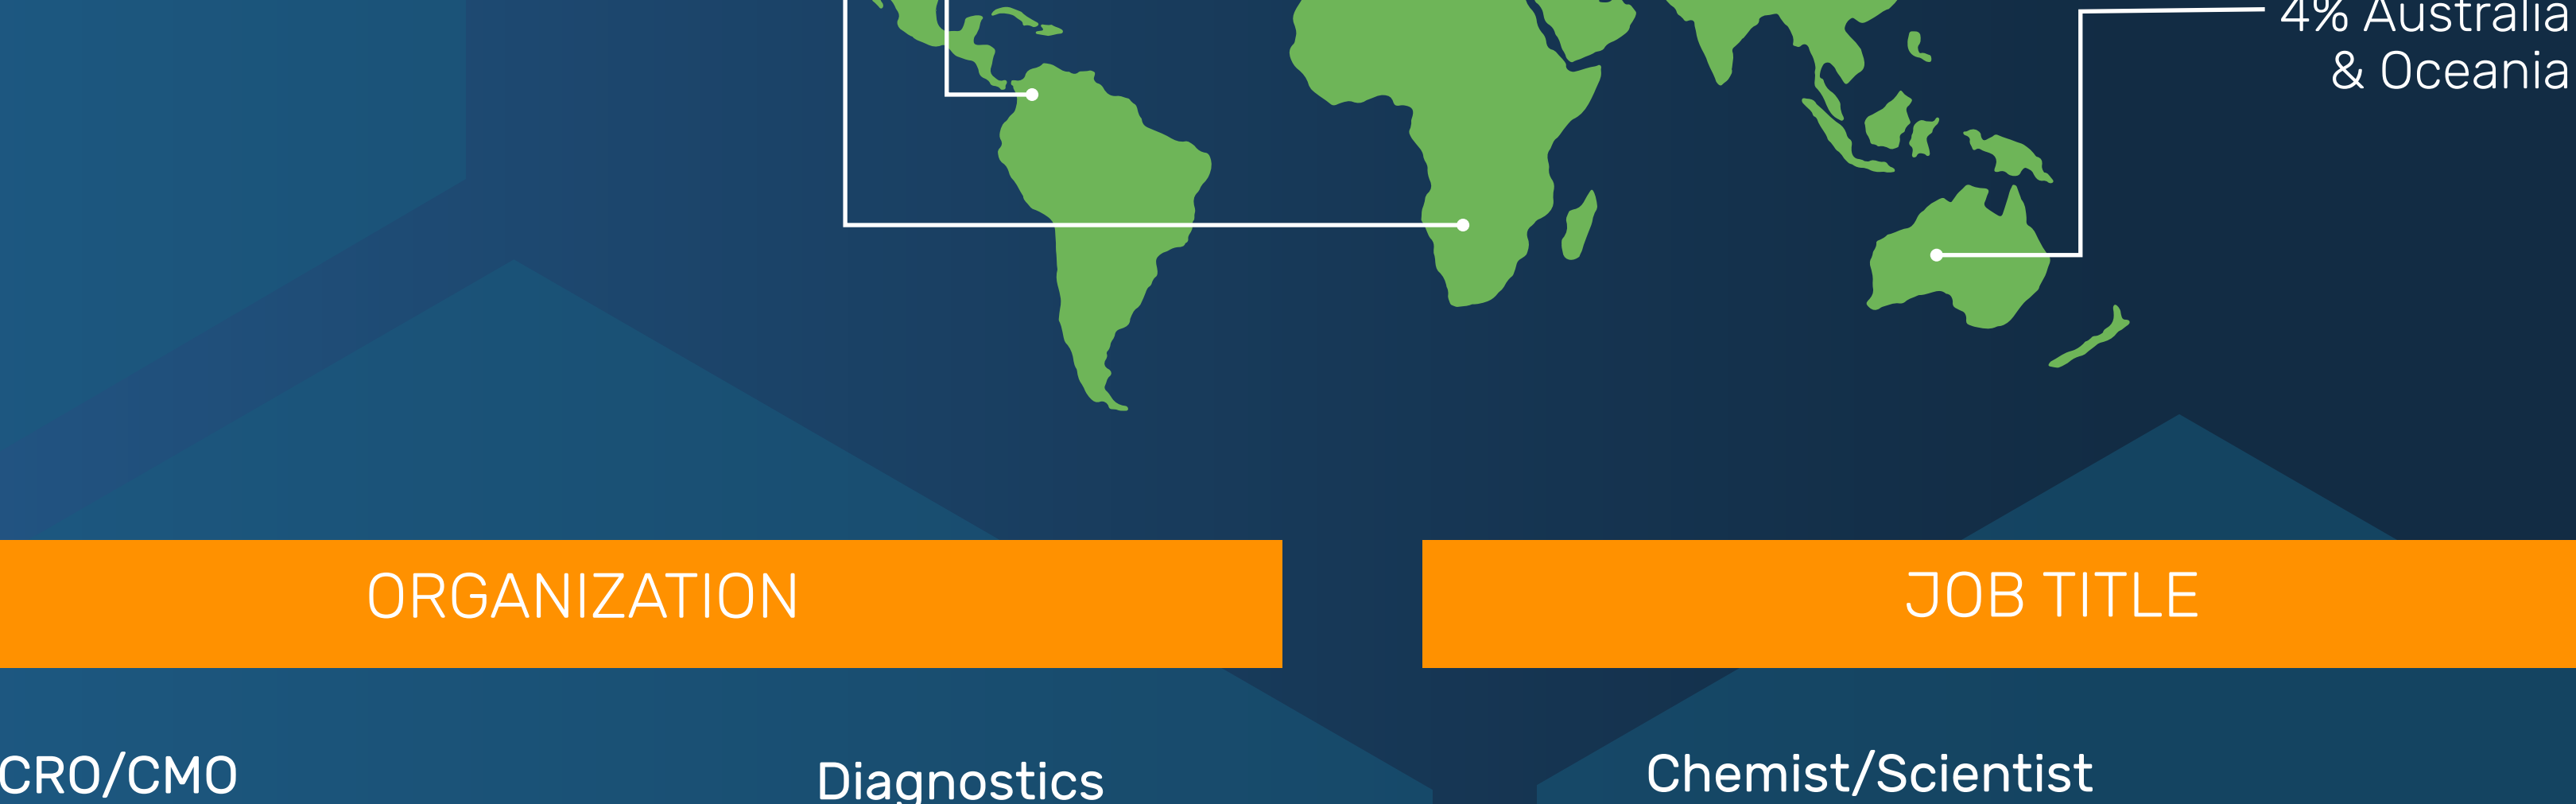 4% Australia
& Oceania
ORGANIZATION
JOB TITLE
CRO/CMO
Diagnostics
Chemist/Scientist